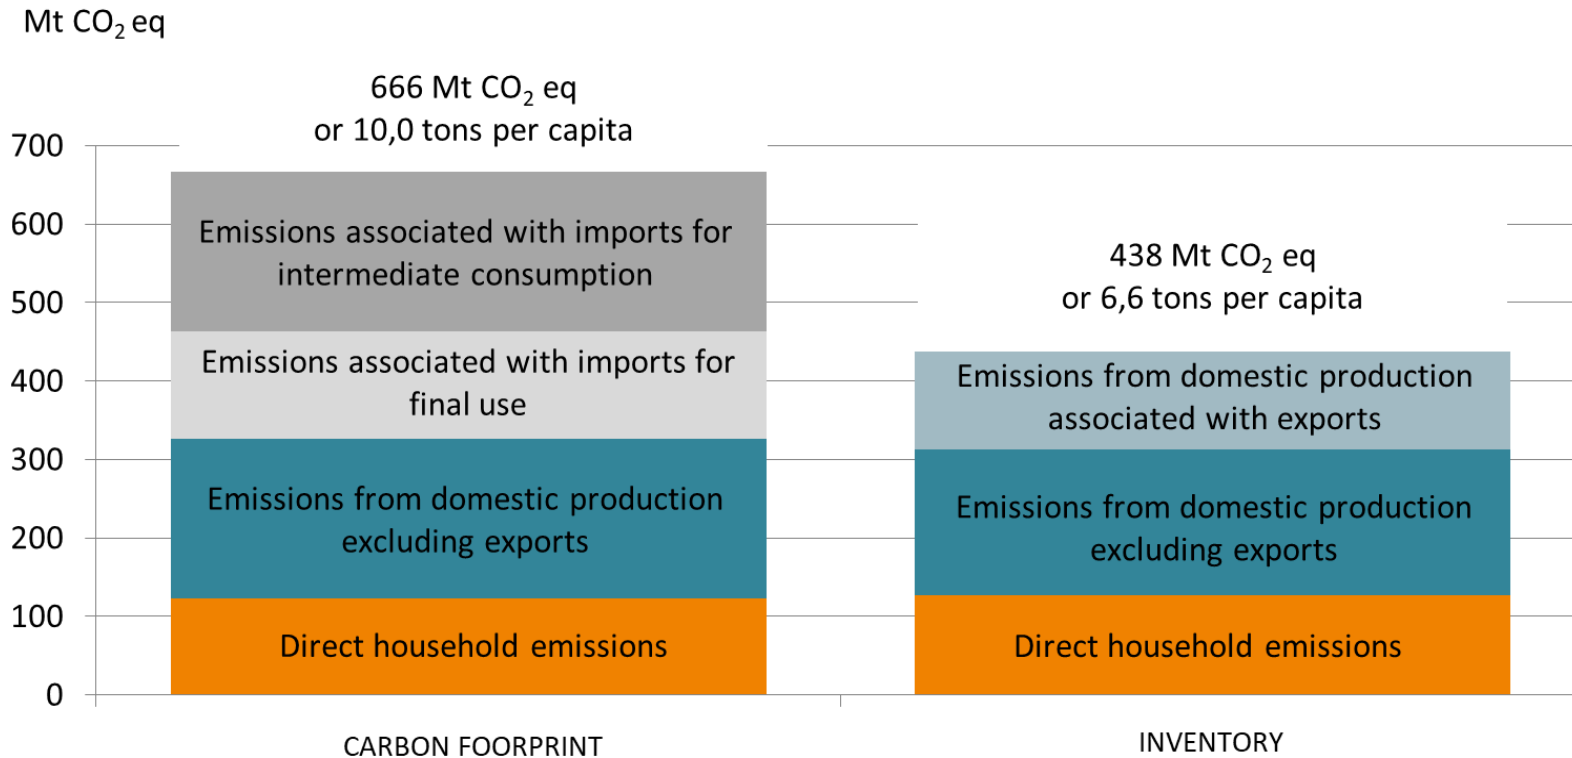 Mt CO₂ eq
666 Mt CO₂ eq
or 10,0 tons per capita
700
600
500
400
300
200
100
0
Emissions associated with imports for
intermediate consumption
Emissions associated with imports for
final use
Emissions from domestic production
excluding exports
Direct household emissions
438 Mt CO₂ eq
or 6,6 tons per capita
Emissions from domestic production
associated with exports
Emissions from domestic production
excluding exports
Direct household emissions
CARBON FOORPRINT
INVENTORY